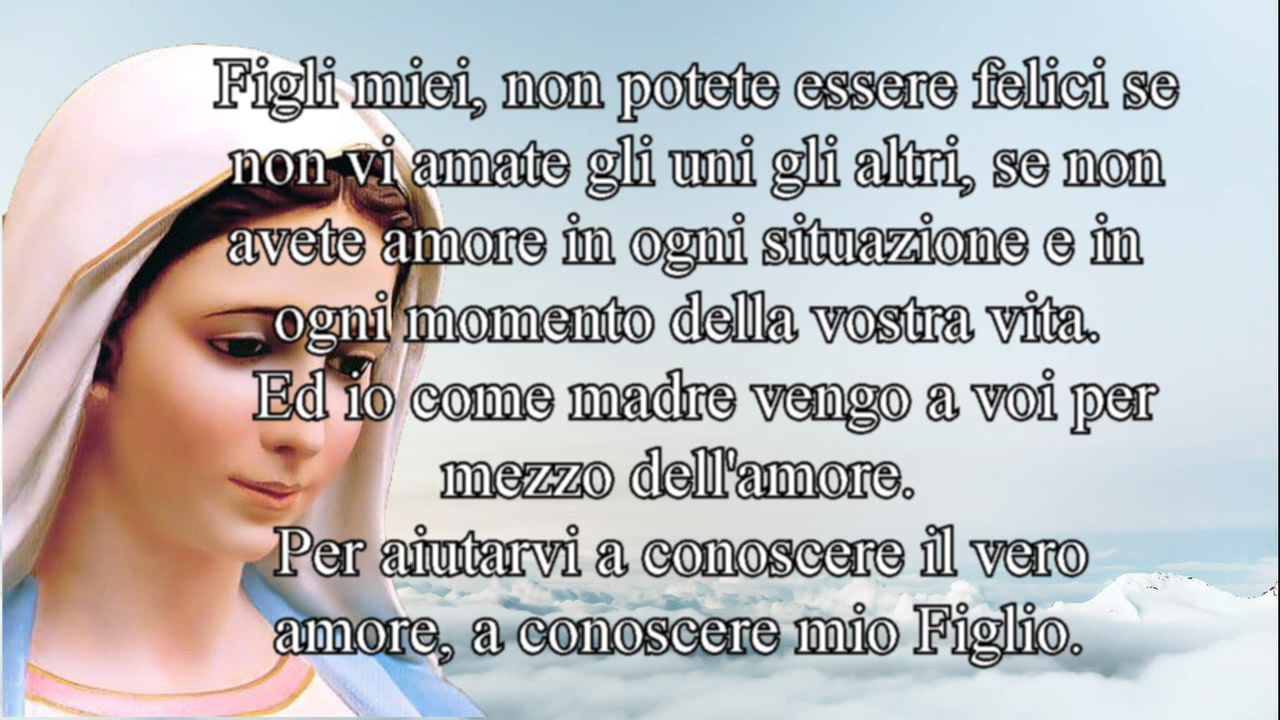 Figli miei, non potete essere felici se
non vi amate gli uni gli altri, se non
avete amore in ogni situazione e in
ogni momento della vostra vita.
Ed io come madre vengo a voi per
mezzo dell'amore.
Per aiutarvi a conoscere il vero
amore, a conoscere mio Figlio.